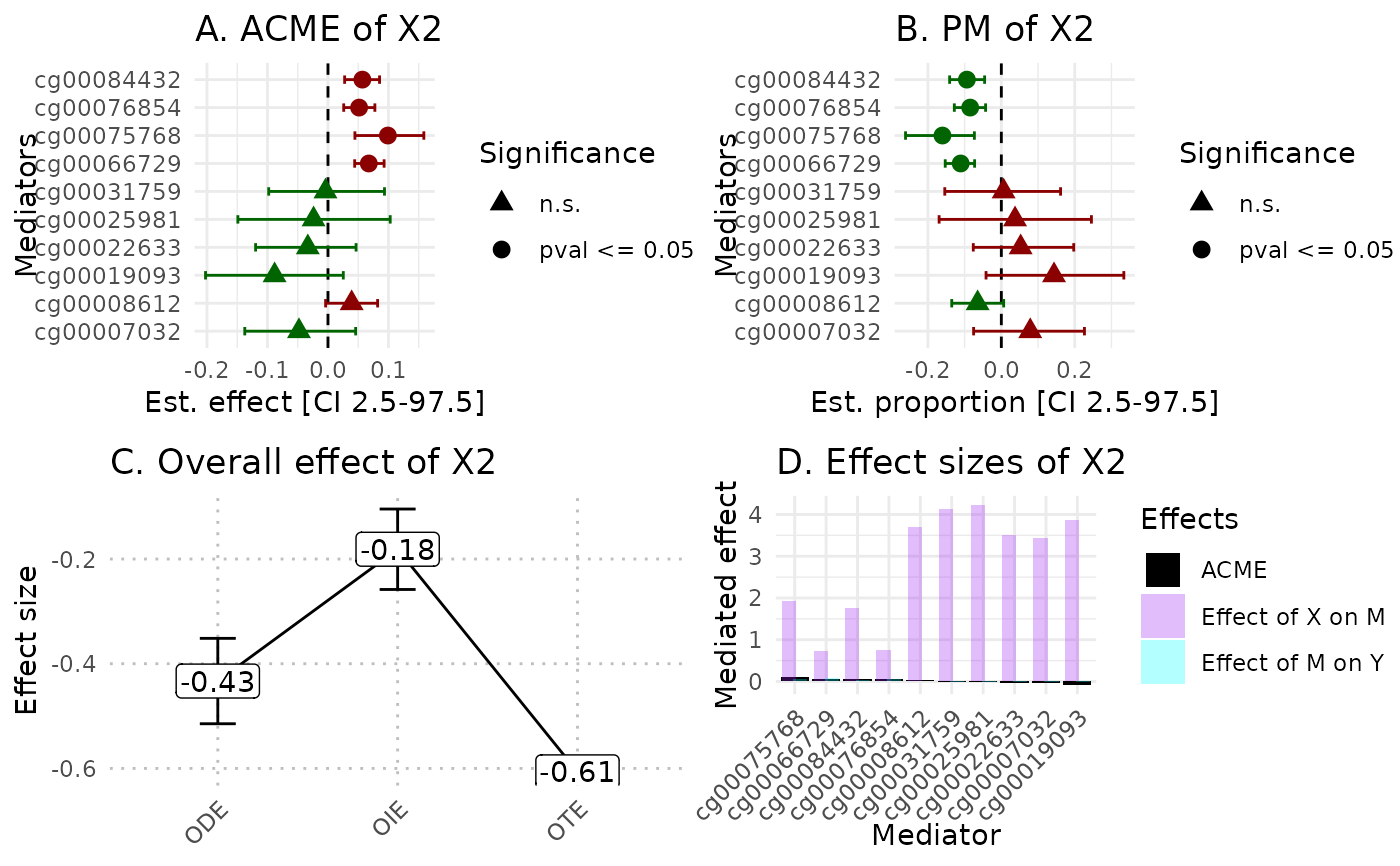 A. ACME of X2
Mediators
cg00084432
cg00076854
cg00075768
cg00066729
cg00031759
cg00025981
cg00022633
cg00019093
cg00008612
cg00007032
-0.2 -0.1 0.0 0.1
Est. effect [CI 2.5-97.5]
Significance
n.s.
pval <= 0.05
B. PM of X2
Mediators
cg00084432
cg00076854
cg00075768
cg00066729
cg00031759
cg00025981
cg00022633
cg00019093
cg00008612
cg00007032
-0.2 0.0 0.2
Est. proportion [CI 2.5-97.5]
Significance
n.s.
pval <= 0.05
C. Overall effect of X2
Effect size
-0.2
-0.4
-0.6
-0.43
-0.18
-0.61
ODE
OIE
OTE
D. Effect sizes of X2
Mediated effect
4
3
2
1
0
cg00075768
cg00066729
cg00084432
cg00076854
cg00008612
cg00031759
cg00025981
cg00022633
cg00007032
cg00019093
Mediator
Effects
ACME
Effect of X on M
Effect of M on Y